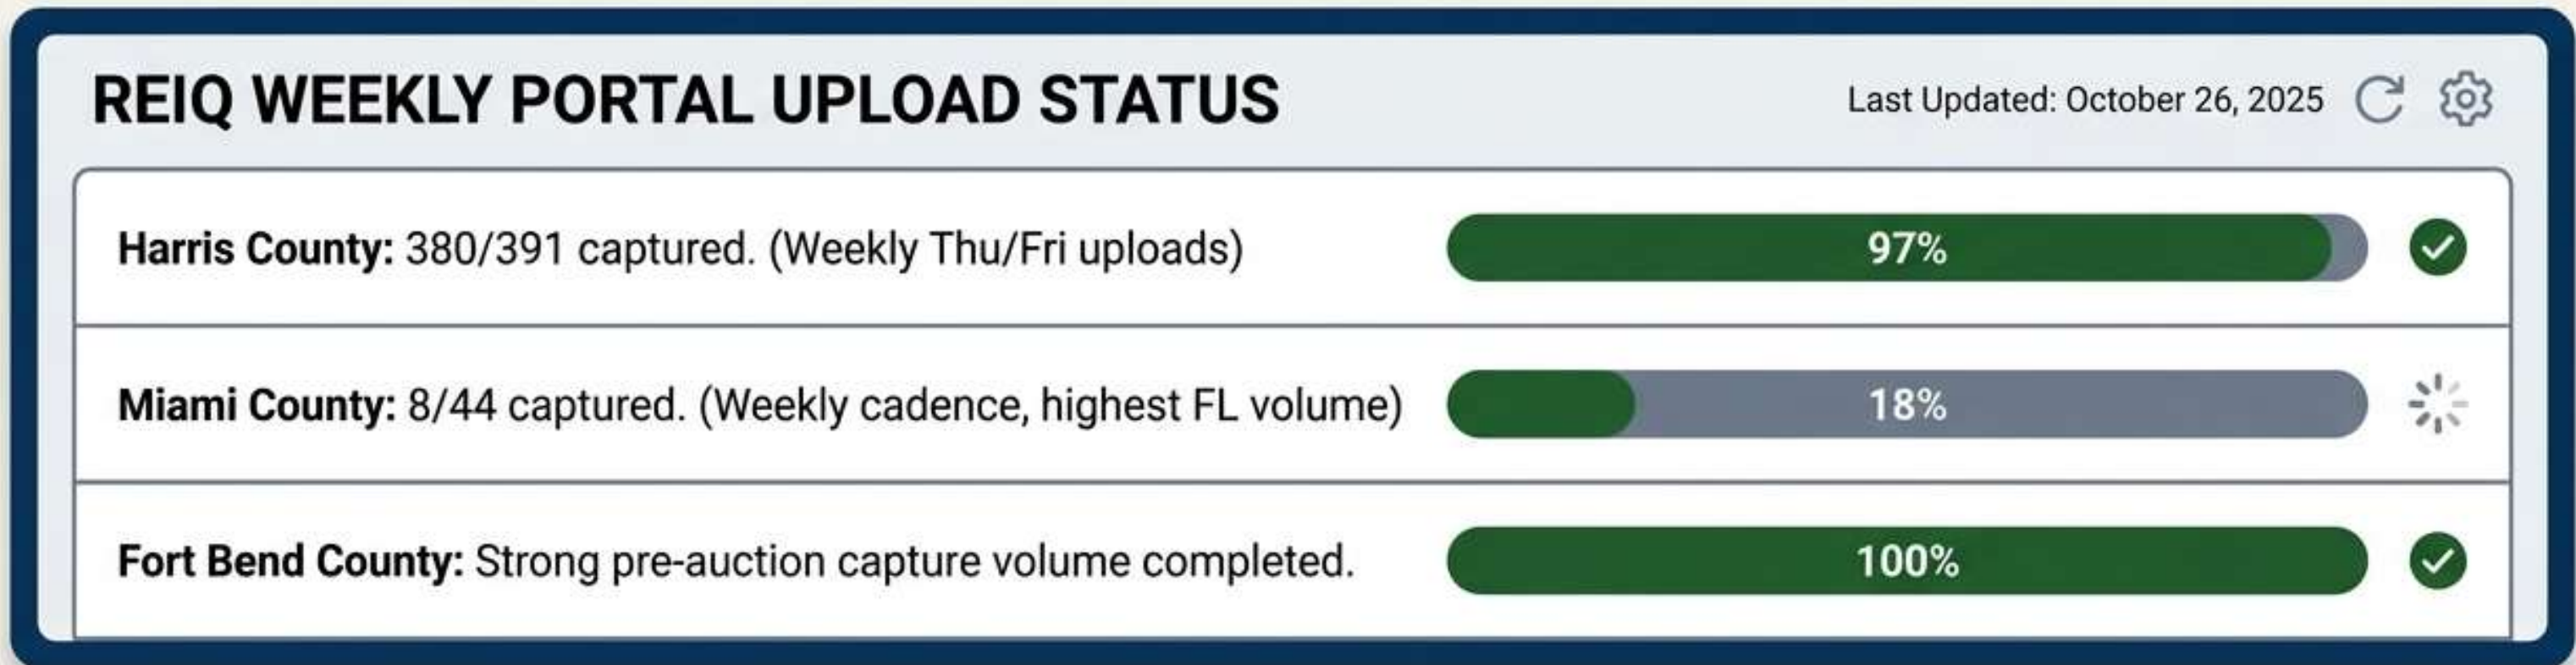 REIQ WEEKLY PORTAL UPLOAD STATUS
Last Updated: October 26, 2025
Harris County: 380/391 captured. (Weekly Thu/Fri uploads)
97%
Miami County: 8/44 captured. (Weekly cadence, highest FL volume)
18%
Fort Bend County: Strong pre-auction capture volume completed.
100%